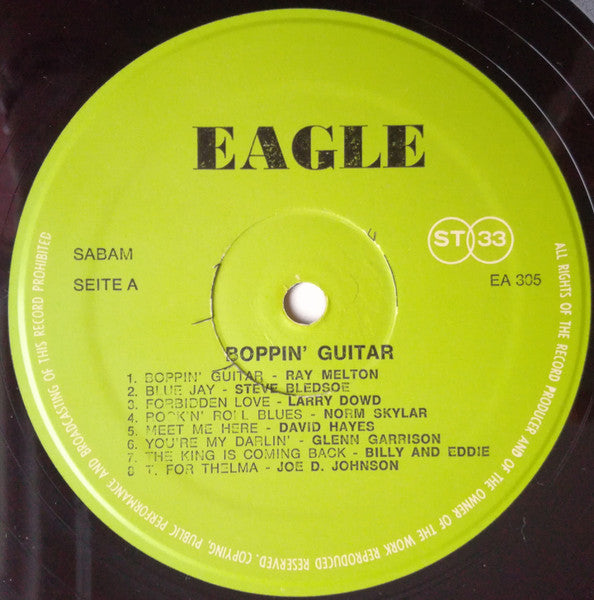 EAGLE
SABAM
ST 33
SEITE A
EA 305
BOPPIN' GUITAR
1. BOPPIN' GUITAR - RAY MELTON
2. BLUE JAY - STEVE BLEDSOE
3. FORBIDDEN LOVE - LARRY DOWD
4. ROCK'N' ROLL BLUES - NORM SKYLAR
5. MEET ME HERE - DAVID HAYES
6. YOU'RE MY DARLIN' - GLENN GARRISON
7. THE KING IS COMING BACK - BILLY AND EDDIE
8 T. FOR THELMA - JOE D. JOHNSON
ALL RIGHTS OF THE RECORD PRODUCER AND OF THE OWNER OF THE WORK REPRODUCED RESERVED. COPYING, PUBLIC PERFORMANCE AND BROADCASTING OF THIS RECORD PROHIBITED